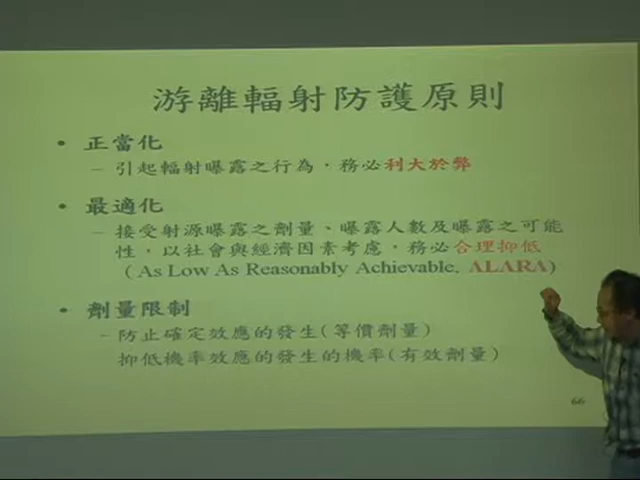 游離輻射防護原則
• 正當化
– 引起輻射曝露之行為，務必利大於弊
• 最適化
– 接受射源曝露之劑量、曝露人數及曝露之可能
性，以社會與經濟因素考慮，務必合理抑低
（As Low As Reasonably Achievable, ALARA）
• 劑量限制
– 防止確定效應的發生(等價劑量)
抑低機率效應的發生的機率(有效劑量)
66